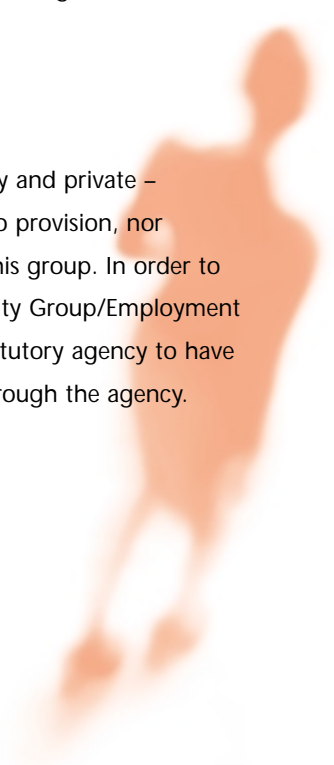 y and private –
provision, nor
his group. In order to
ty Group/Employment
tutory agency to have
rough the agency.